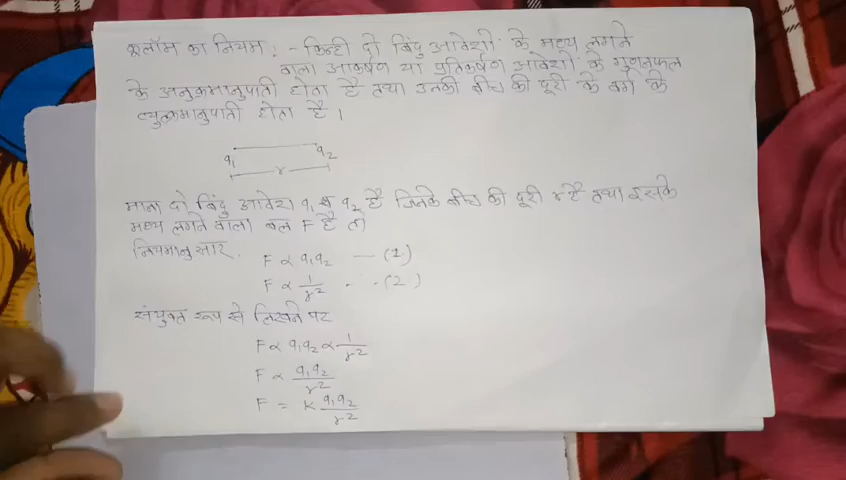 कूलॉम का नियम : - किन्ही दो बिंदु आवेशो के मध्य लगने
वाला आकर्षण या प्रतिकर्षण आवेशो के गुणनफल
के अनुक्रमानुपाती होता है तथा उनकी बीच की दूरी के वर्ग के
व्युत्क्रमानुपाती होता है ।
q₁ q₂
r
माना दो बिंदु आवेश q₁ व q₂ है जिनके बीच की दूरी r है तथा इसके
मध्य लगने वाला बल F है तो
नियमानुसार
F ∝ q₁q₂ — (1)
F ∝ 1/r² - - (2)
संयुक्त रूप से लिखने पर
F ∝ q₁q₂ ∝ 1/r²
F ∝ q₁q₂/r²
F = K q₁q₂/r²